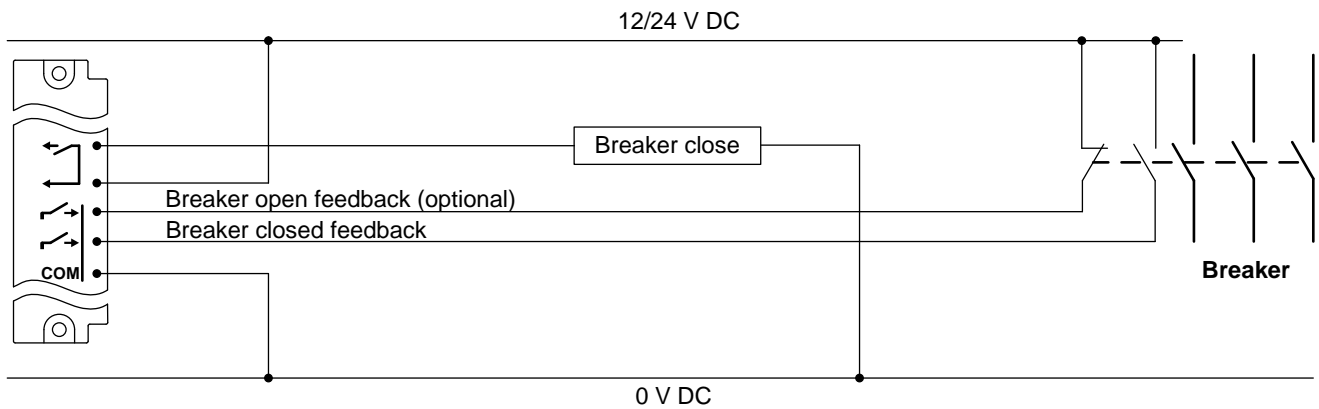 12/24 V DC
Breaker close
Breaker open feedback (optional)
Breaker closed feedback
COM
Breaker
0 V DC